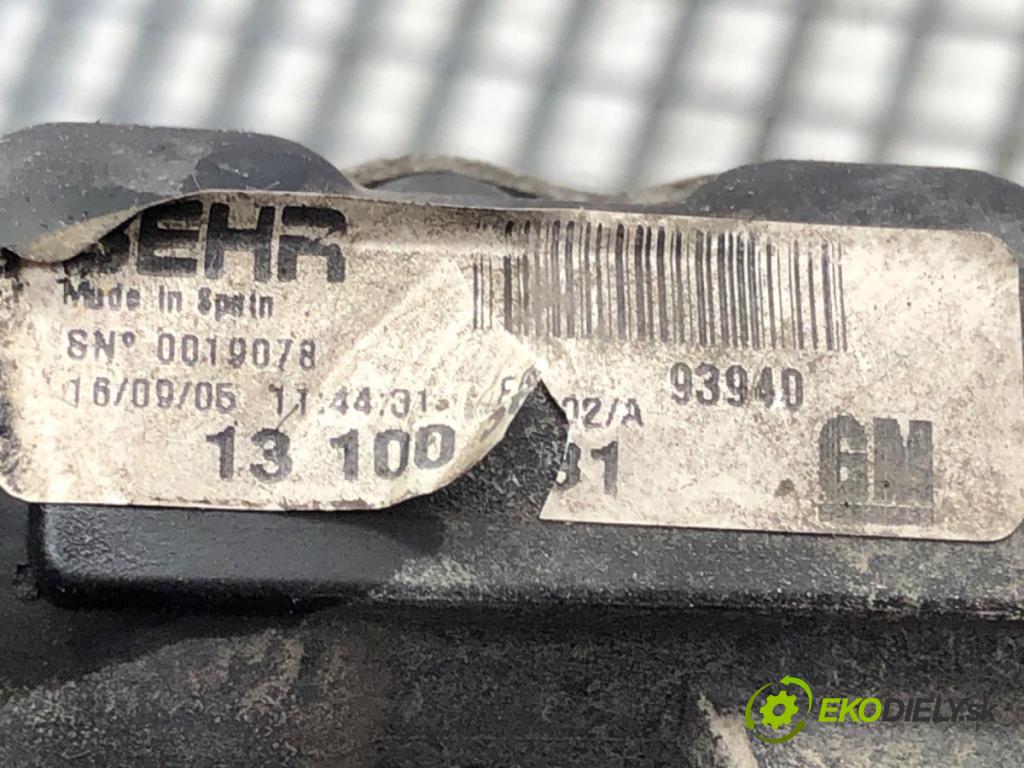 BEHR
Made in Spain
SN° 0019078
93940
16/09/05 11:44:31
02/A
13 100
31
GM
EKODIELY.sk